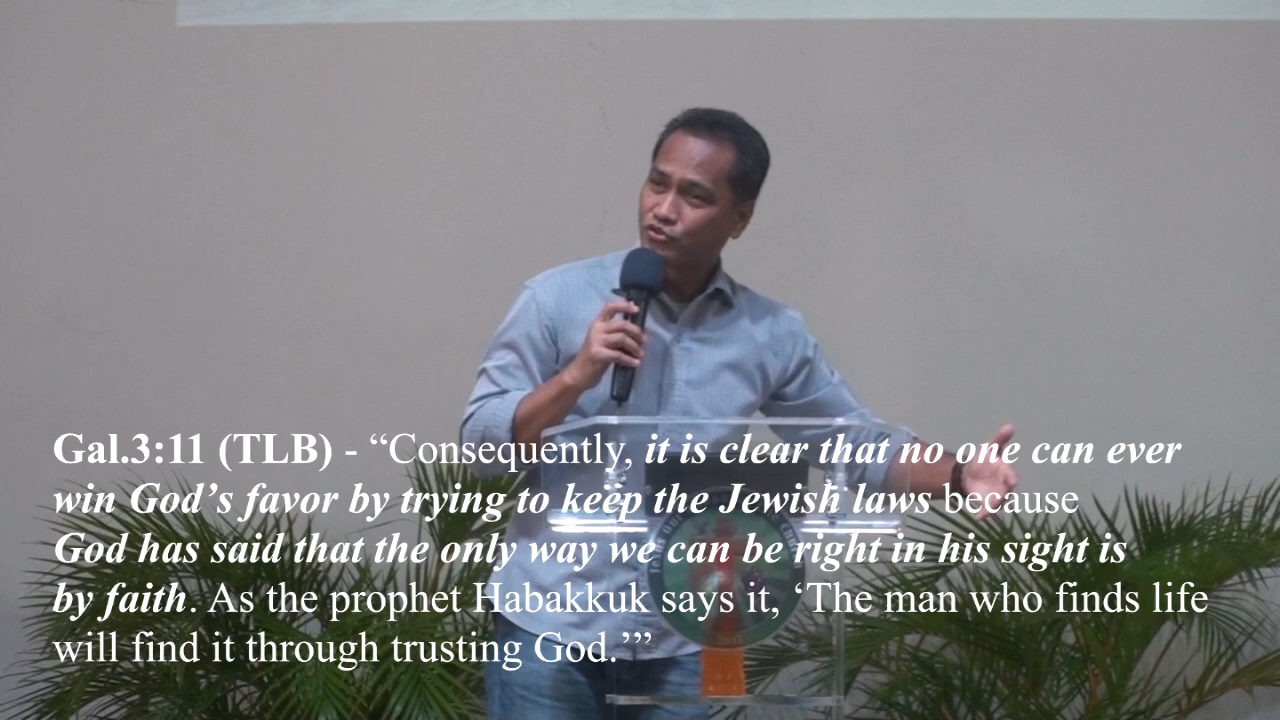 Gal.3:11 (TLB) - “Consequently, it is clear that no one can ever
win God’s favor by trying to keep the Jewish laws because
God has said that the only way we can be right in his sight is
by faith. As the prophet Habakkuk says it, ‘The man who finds life
will find it through trusting God.’”